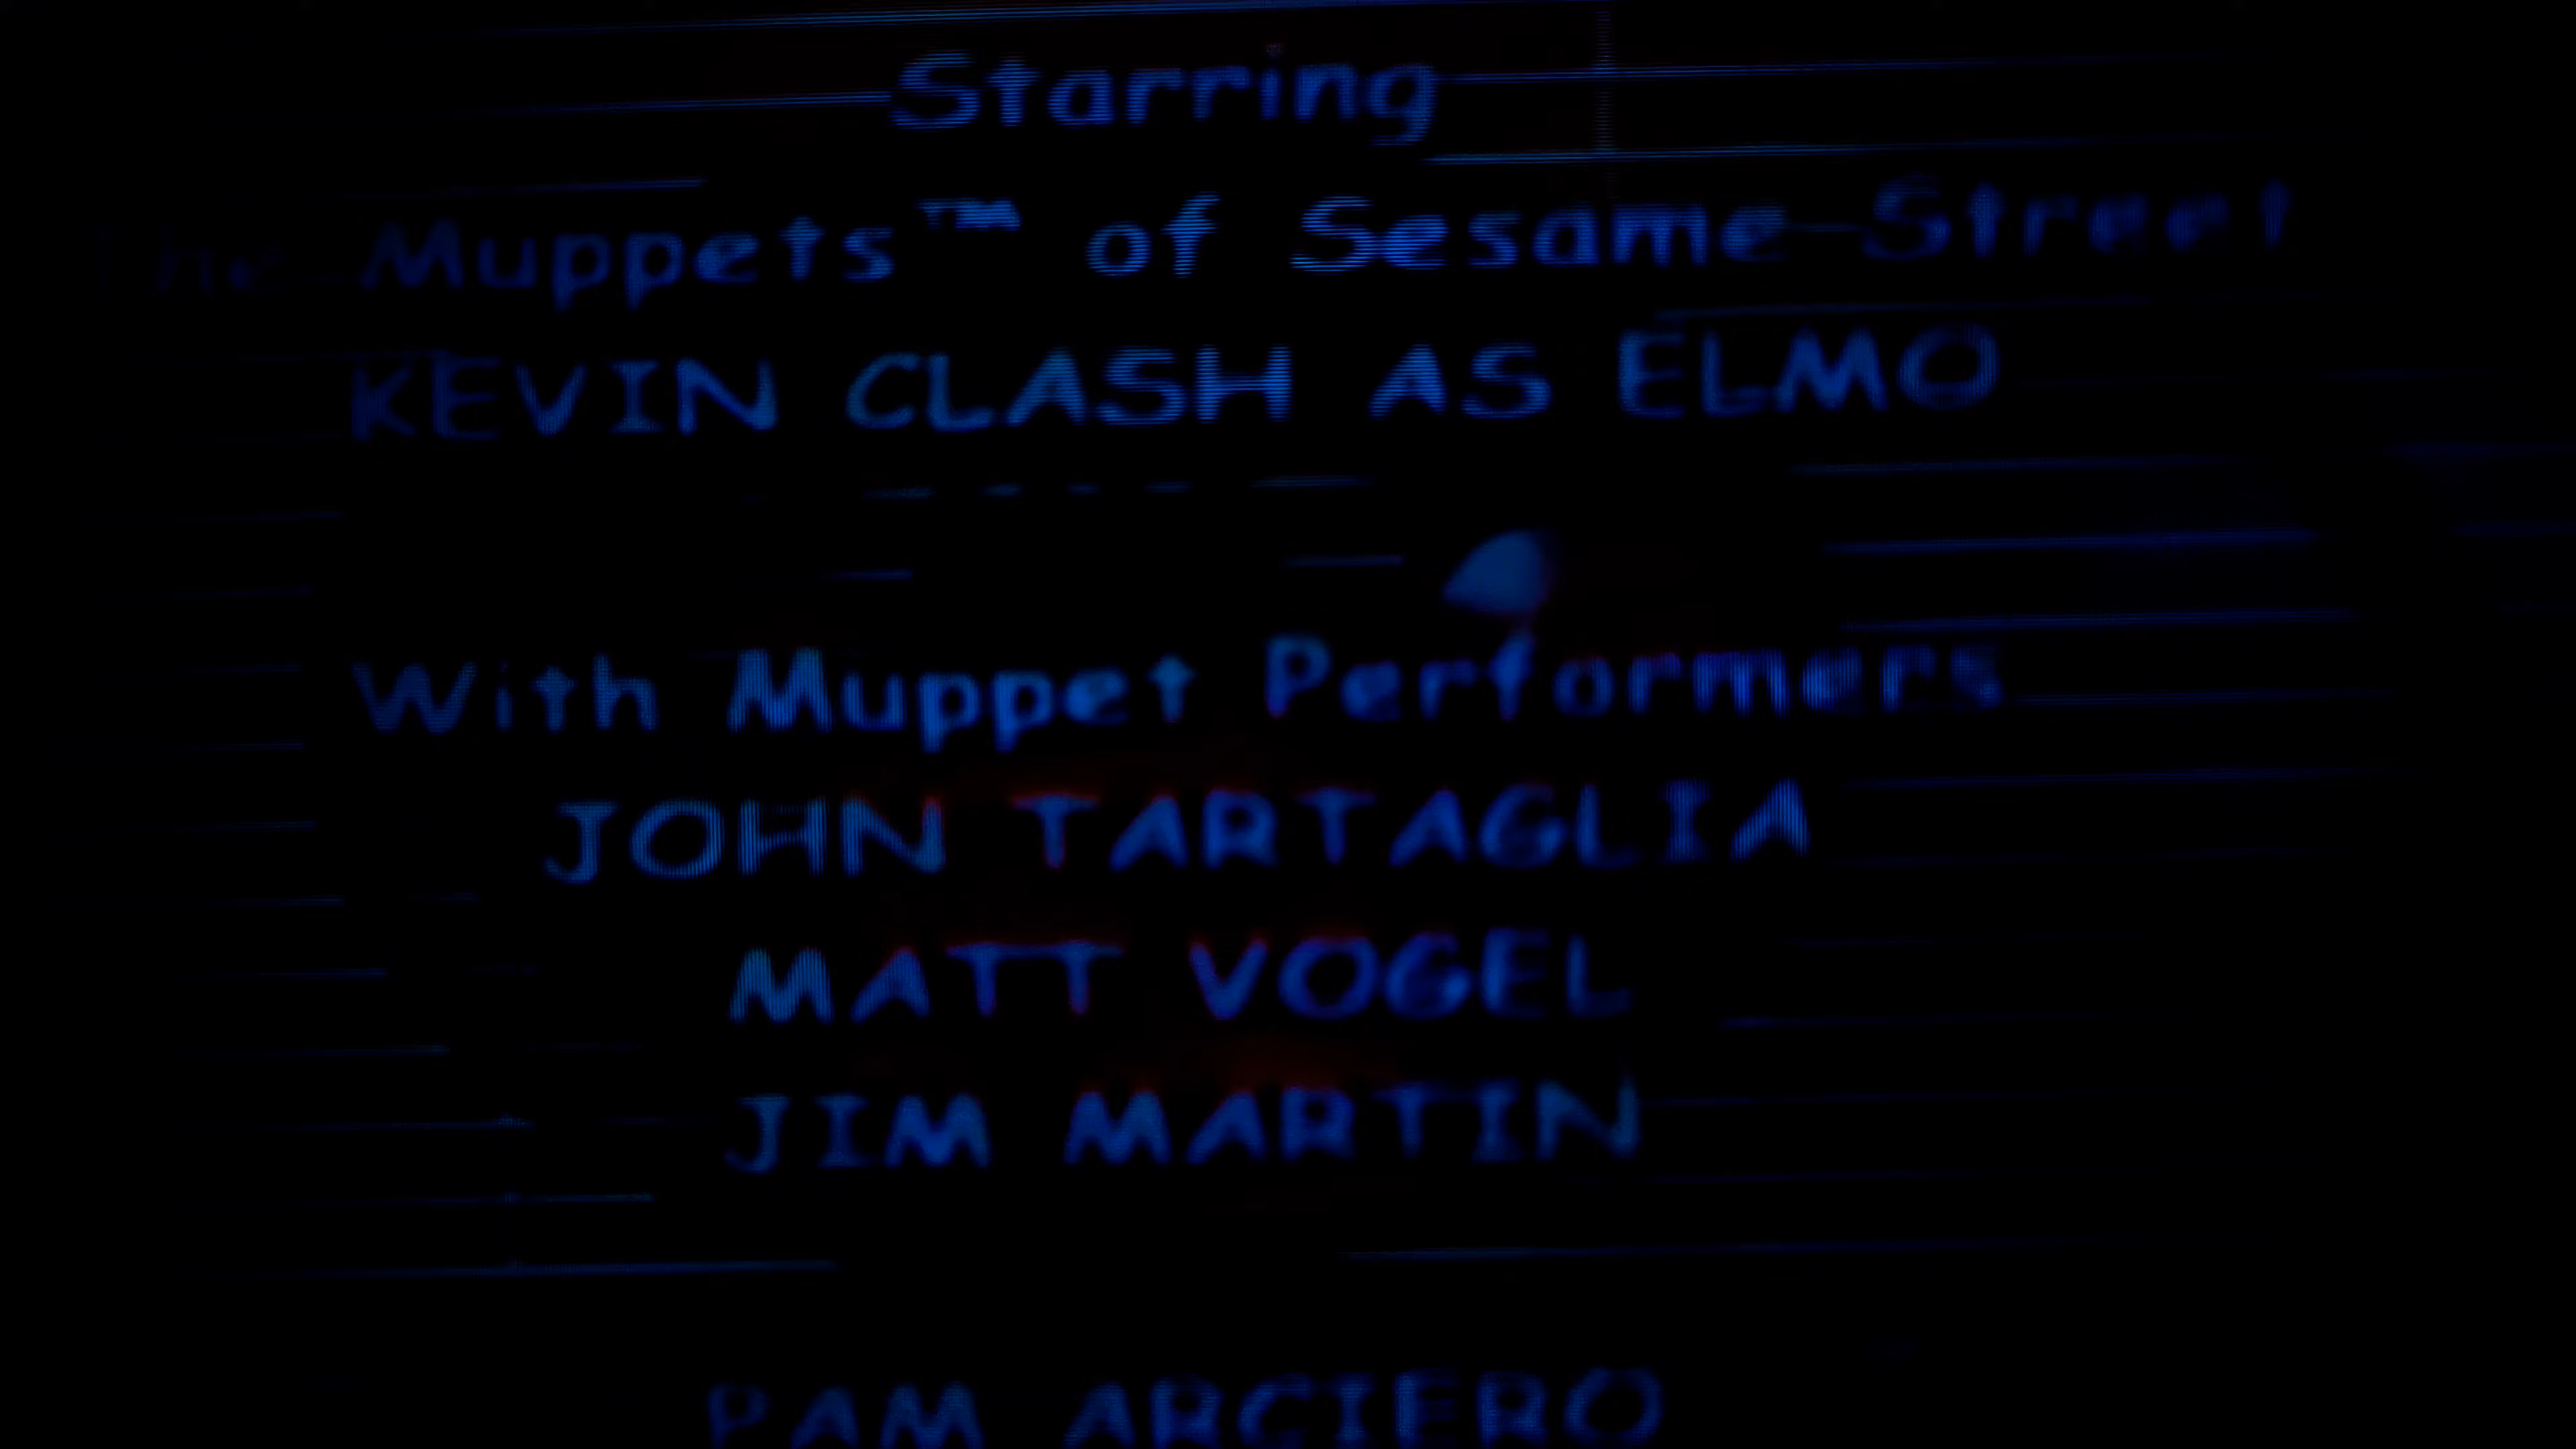 Starring
The Muppets™ of Sesame Street
KEVIN CLASH AS ELMO
With Muppet Performers
JOHN TARTAGLIA
MATT VOGEL
JIM MARTIN
PAM ARCIERO